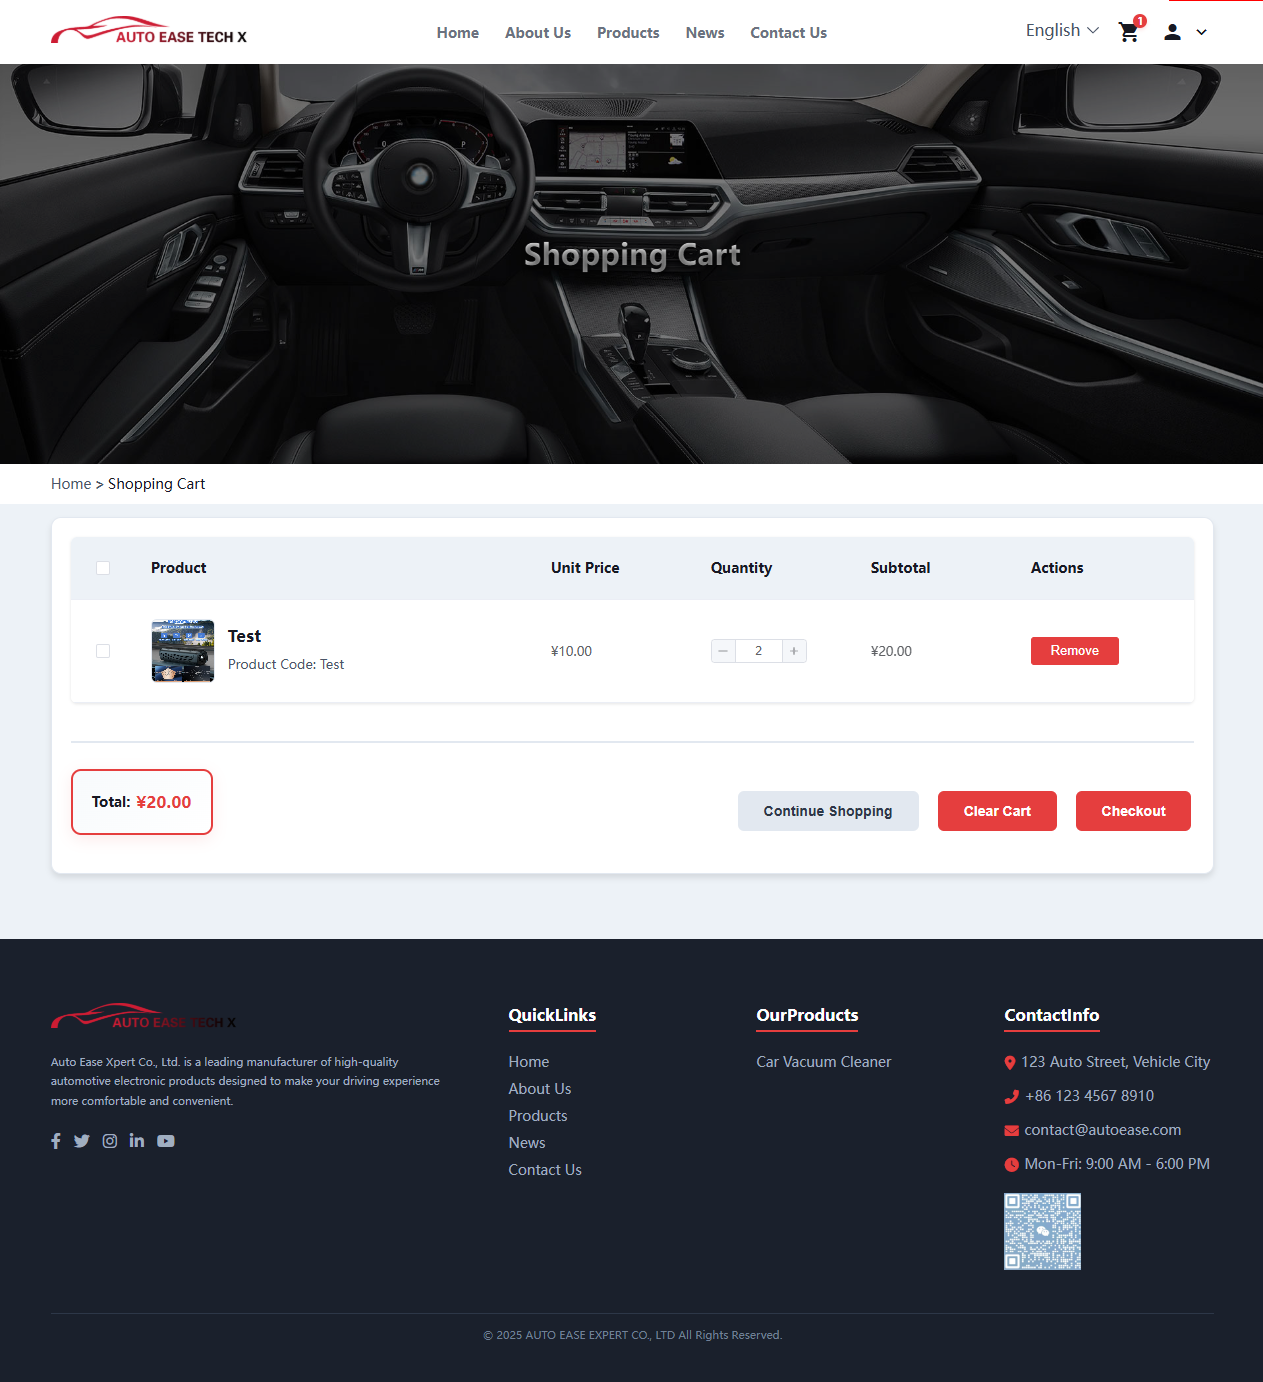 AUTO EASE TECH X
Home About Us Products News Contact Us
English
1
Shopping Cart
Home > Shopping Cart
Product Unit Price Quantity Subtotal Actions
Test
Product Code: Test
¥10.00
2
¥20.00
Remove
Total: ¥20.00
Continue Shopping
Clear Cart
Checkout
AUTO EASE TECH X
Auto Ease Xpert Co., Ltd. is a leading manufacturer of high-quality
automotive electronic products designed to make your driving experience
more comfortable and convenient.
QuickLinks
Home
About Us
Products
News
Contact Us
OurProducts
Car Vacuum Cleaner
ContactInfo
123 Auto Street, Vehicle City
+86 123 4567 8910
contact@autoease.com
Mon-Fri: 9:00 AM - 6:00 PM
© 2025 AUTO EASE EXPERT CO., LTD All Rights Reserved.